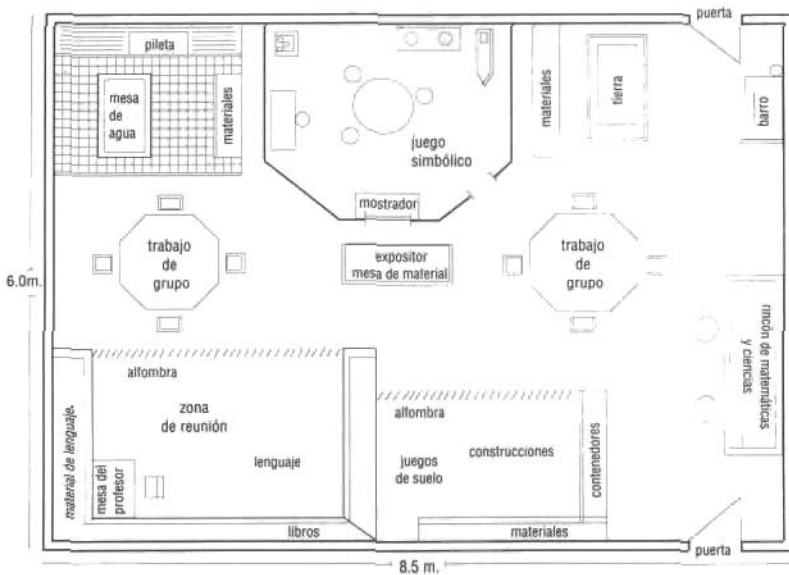 puerta
pileta
mesa
de
agua
materiales
juego
simbólico
materiales
tierra
barro
mostrador
trabajo
de
grupo
expositor
mesa de material
trabajo
de
grupo
6.0m.
rincón de matemáticas
y ciencias
alfombra
zona
de reunión
lenguaje
material de lenguaje.
mesa del
profesor
libros
alfombra
construcciones
juegos
de suelo
contenedores
materiales
puerta
8.5 m.